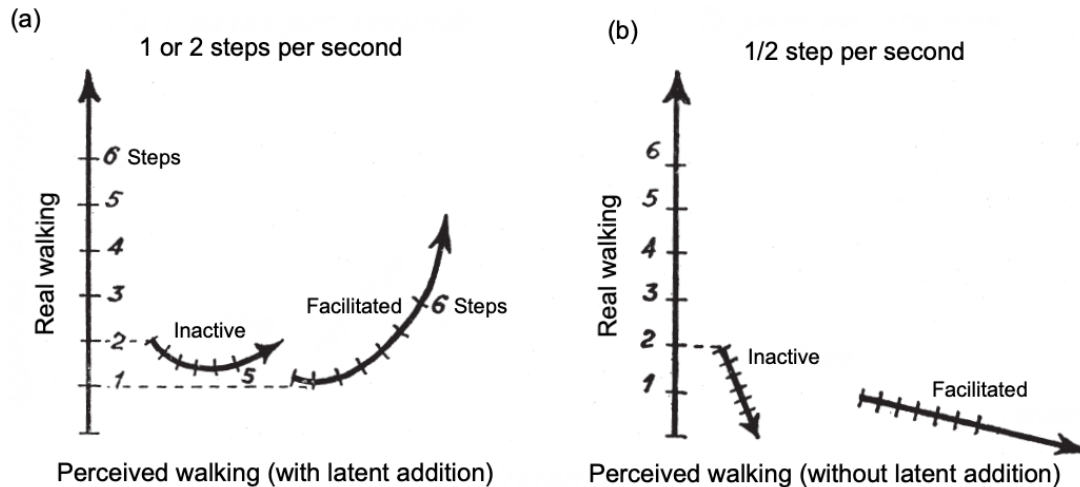 (a)
1 or 2 steps per second
6 Steps
5
4
3
2
1
Real walking
Inactive
5
Facilitated
6 Steps
Perceived walking (with latent addition)
(b)
1/2 step per second
6
5
4
3
2
1
Real walking
Inactive
Facilitated
Perceived walking (without latent addition)